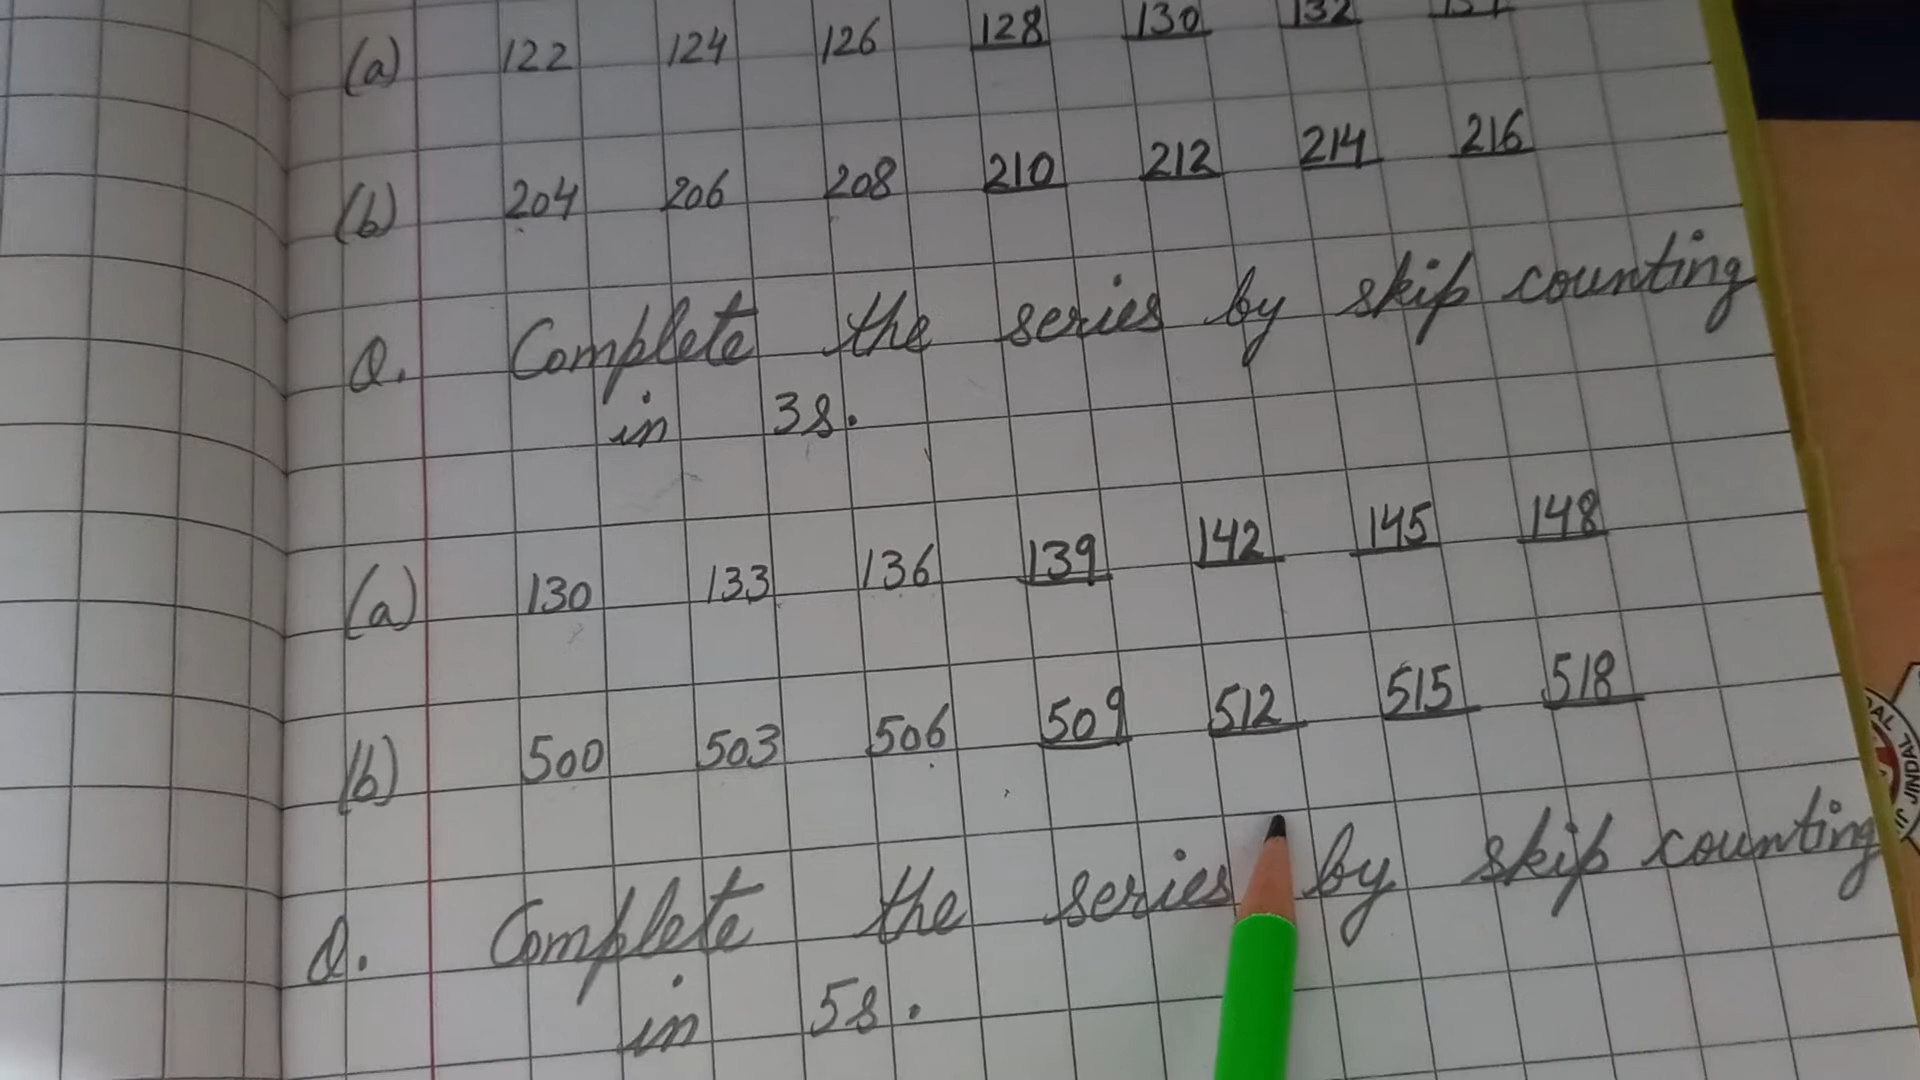 (a) 122 124 126 128 130 132
(b) 204 206 208 210 212 214 216
Q. Complete the series by skip counting
in 3s.
(a) 130 133 136 139 142 145 148
(b) 500 503 506 509 512 515 518
Q. Complete the series by skip counting
in 5s.